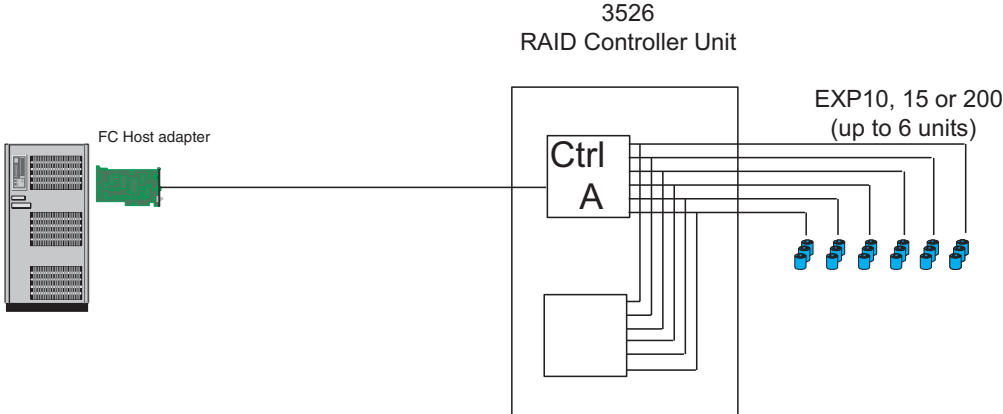 3526
RAID Controller Unit
EXP10, 15 or 200
(up to 6 units)
FC Host adapter
Ctrl
A